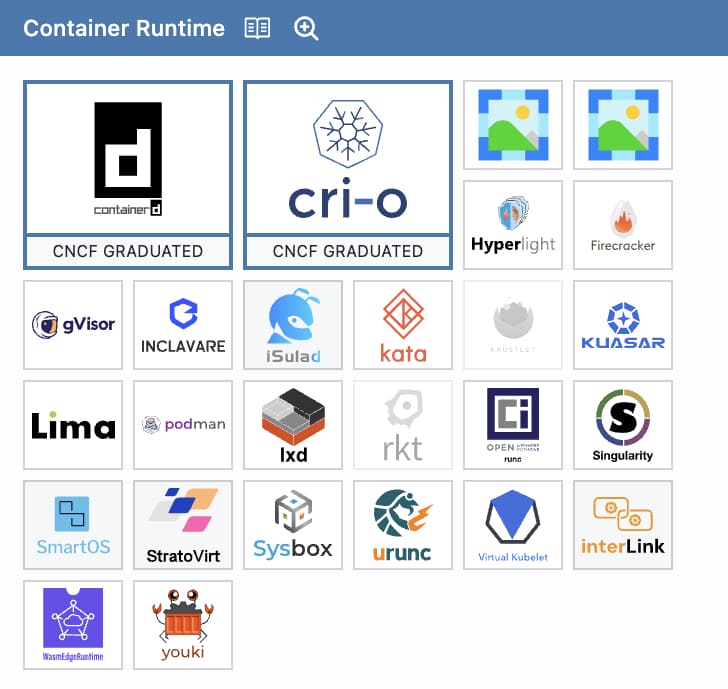 Container Runtime
containerd
cri-o
CNCF GRADUATED
CNCF GRADUATED
Hyperlight
Firecracker
gVisor
INCLAVARE
iSulad
kata
KRUSTLET
KUASAR
Lima
podman
lxd
rkt
OPEN CONTAINER INITIATIVE
runc
S
Singularity
SmartOS
StratoVirt
Sysbox
urunc
Virtual Kubelet
interLink
WasmEdgeRuntime
youki